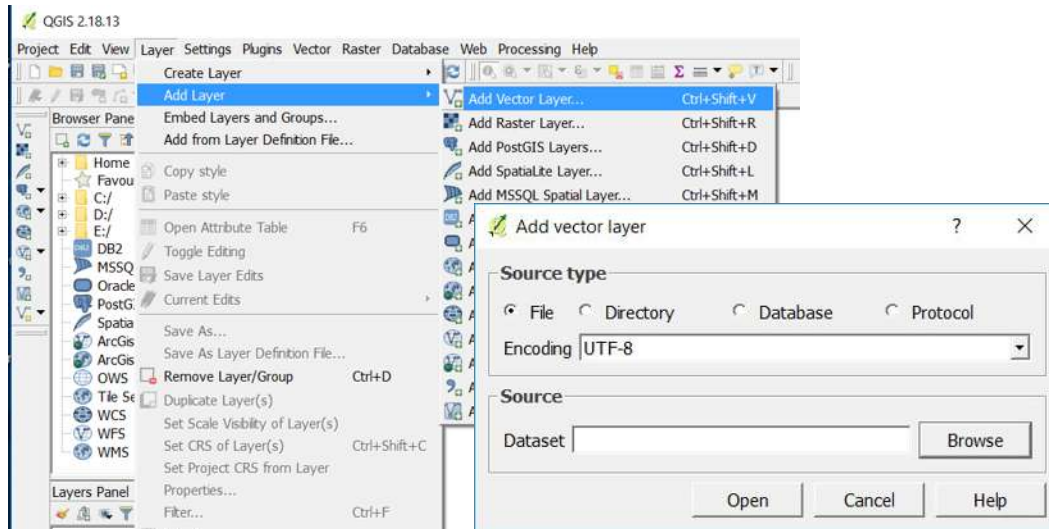 QGIS 2.18.13
Project Edit View Layer Settings Plugins Vector Raster Database Web Processing Help
Create Layer
Add Layer
Embed Layers and Groups...
Add from Layer Definition File...
Copy style
Paste style
Open Attribute Table F6
Toggle Editing
Save Layer Edits
Current Edits
Save As...
Save As Layer Definition File...
Remove Layer/Group Ctrl+D
Duplicate Layer(s)
Set Scale Visibility of Layer(s)
Set CRS of Layer(s) Ctrl+Shift+C
Set Project CRS from Layer
Properties...
Filter... Ctrl+F
Browser Pane
Home
Favou
C:/
D:/
E:/
DB2
MSSQ
Oracle
PostG
Spatia
ArcGis
ArcGis
OWS
Tile Se
WCS
WFS
WMS
Layers Panel
Add Vector Layer... Ctrl+Shift+V
Add Raster Layer... Ctrl+Shift+R
Add PostGIS Layers... Ctrl+Shift+D
Add SpatiaLite Layer... Ctrl+Shift+L
Add MSSQL Spatial Layer... Ctrl+Shift+M
Add vector layer
Source type
File Directory Database Protocol
Encoding UTF-8
Source
Dataset Browse
Open Cancel Help